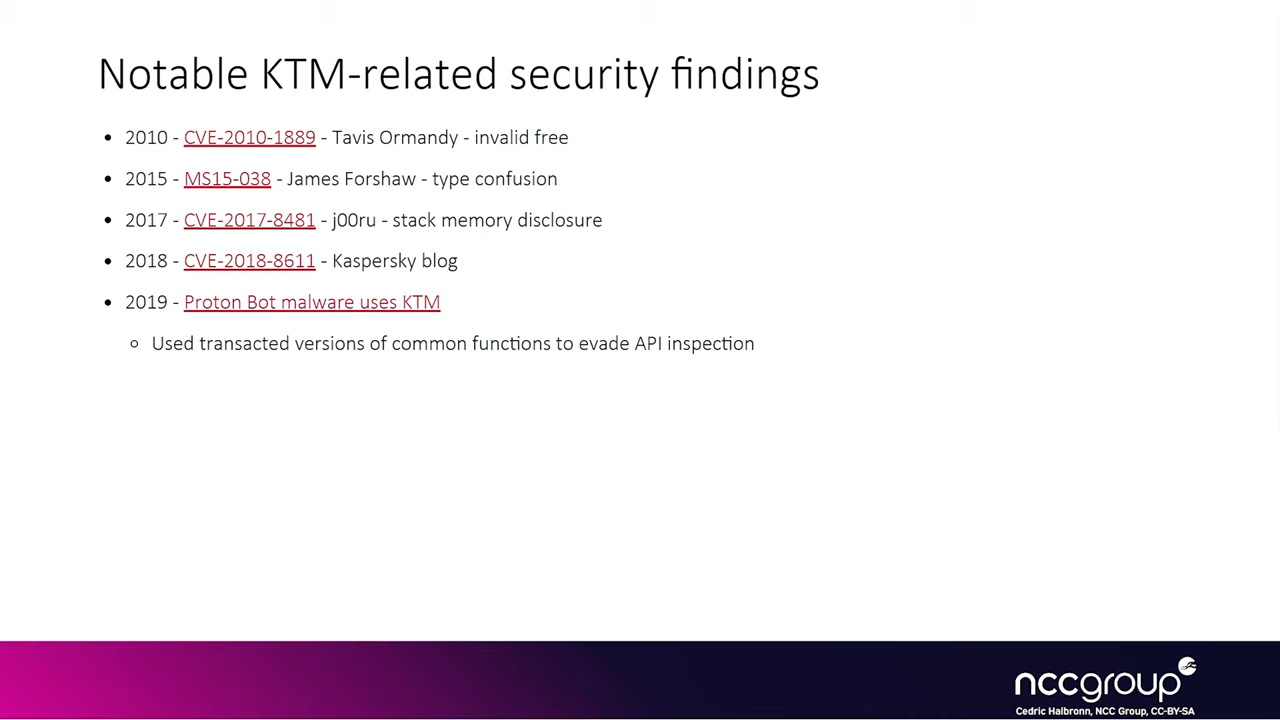 Notable KTM-related security findings
• 2010 - CVE-2010-1889 - Tavis Ormandy - invalid free
• 2015 - MS15-038 - James Forshaw - type confusion
• 2017 - CVE-2017-8481 - j00ru - stack memory disclosure
• 2018 - CVE-2018-8611 - Kaspersky blog
• 2019 - Proton Bot malware uses KTM
○ Used transacted versions of common functions to evade API inspection
nccgroup
Cedric Halbronn, NCC Group, CC-BY-SA